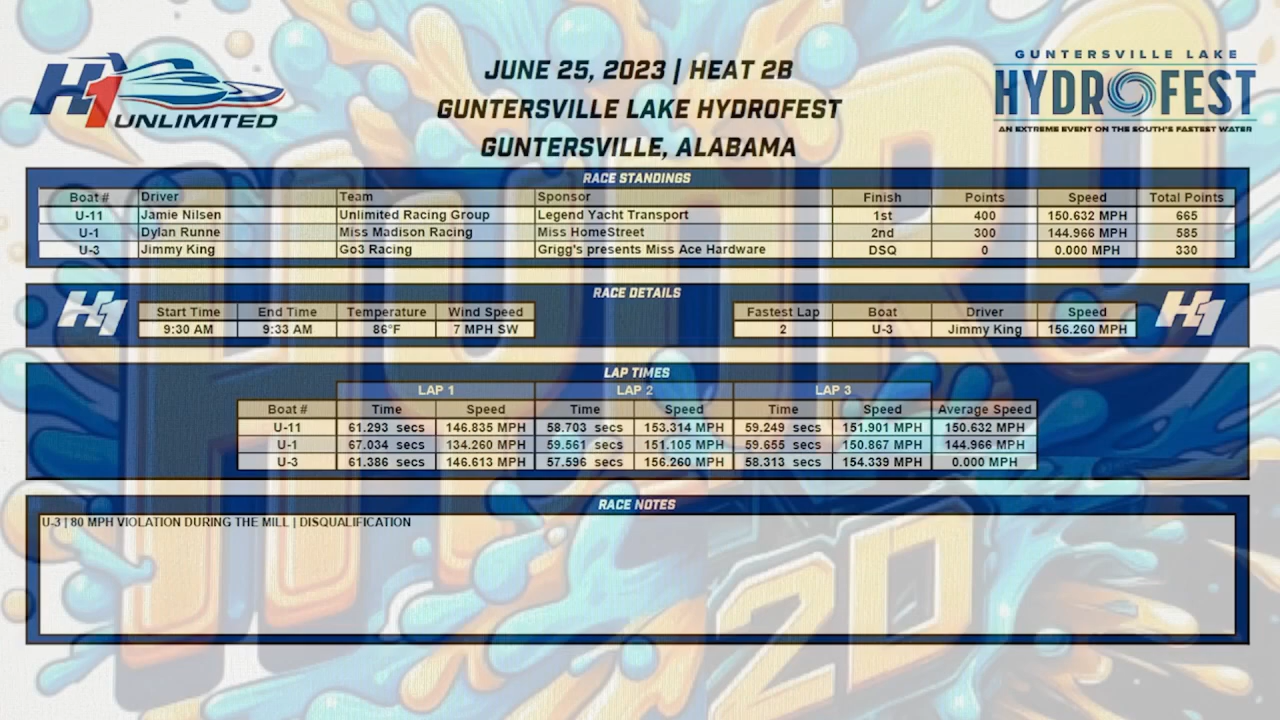 H1 UNLIMITED
JUNE 25, 2023 | HEAT 2B
GUNTERSVILLE LAKE HYDROFEST
GUNTERSVILLE, ALABAMA
GUNTERSVILLE LAKE
HYDROFEST
AN EXTREME EVENT ON THE SOUTH'S FASTEST WATER
RACE STANDINGS
Boat # Driver Team Sponsor Finish Points Speed Total Points
U-11 Jamie Nilsen Unlimited Racing Group Legend Yacht Transport 1st 400 150.632 MPH 665
U-1 Dylan Runne Miss Madison Racing Miss HomeStreet 2nd 300 144.966 MPH 585
U-3 Jimmy King Go3 Racing Grigg's presents Miss Ace Hardware DSQ 0 0.000 MPH 330
RACE DETAILS
H1 Start Time End Time Temperature Wind Speed Fastest Lap Boat Driver Speed H1
9:30 AM 9:33 AM 86°F 7 MPH SW 2 U-3 Jimmy King 156.260 MPH
LAP TIMES
LAP 1 LAP 2 LAP 3
Boat # Time Speed Time Speed Time Speed Average Speed
U-11 61.293 secs 146.835 MPH 58.703 secs 153.314 MPH 59.249 secs 151.901 MPH 150.632 MPH
U-1 67.034 secs 134.260 MPH 59.561 secs 151.105 MPH 59.655 secs 150.867 MPH 144.966 MPH
U-3 61.386 secs 146.613 MPH 57.596 secs 156.260 MPH 58.313 secs 154.339 MPH 0.000 MPH
RACE NOTES
U-3 | 80 MPH VIOLATION DURING THE MILL | DISQUALIFICATION